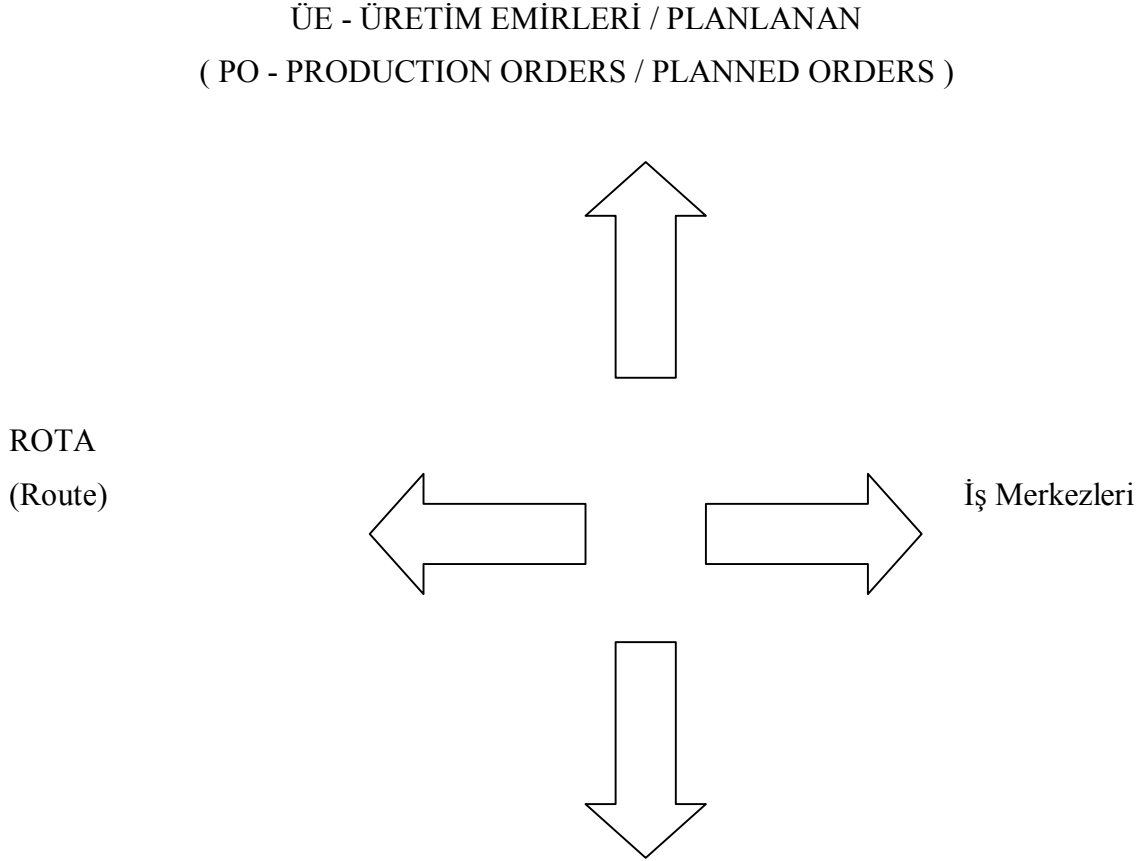 ÜE - ÜRETİM EMİRLERİ / PLANLANAN
( PO - PRODUCTION ORDERS / PLANNED ORDERS )
ROTA
(Route)
İş Merkezleri